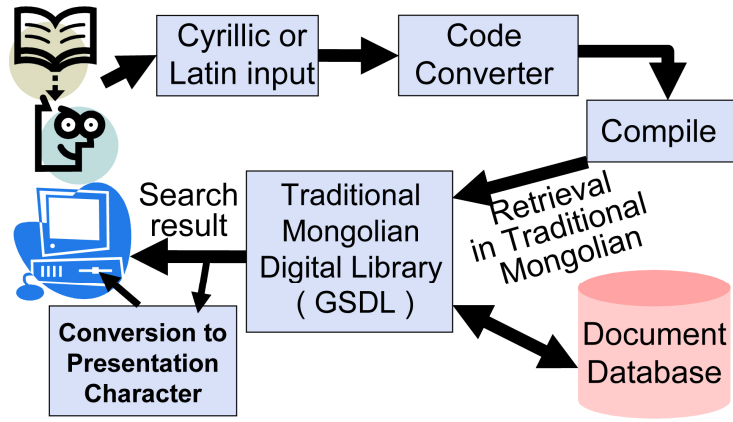 Cyrillic or
Latin input
Code
Converter
Compile
Retrieval
in Traditional
Mongolian
Traditional
Mongolian
Digital Library
( GSDL )
Search
result
Conversion to
Presentation
Character
Document
Database